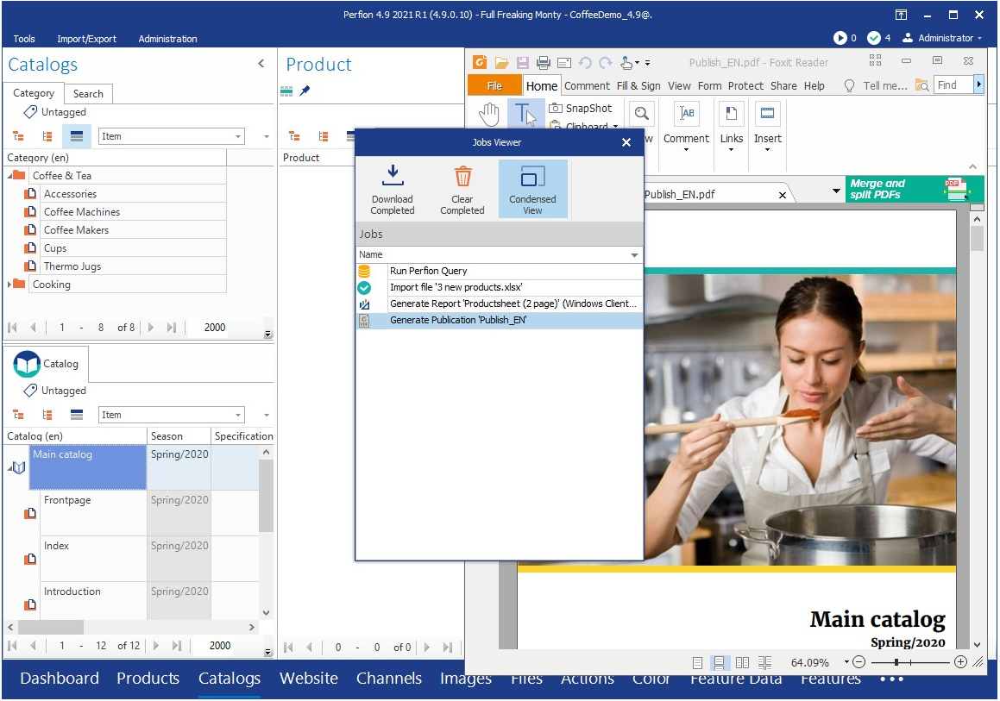 Perfion 4.9 2021 R1 (4.9.0.10) - Full Freaking Monty - CoffeeDemo_4.9@.
Tools Import/Export Administration
0 4 Administrator
Catalogs
Category Search
Untagged
Item
Category (en)
Coffee & Tea
Accessories
Coffee Machines
Coffee Makers
Cups
Thermo Jugs
Cooking
1 - 8 of 8 2000
Catalog
Untagged
Item
Catalog (en) Season Specification
Main catalog Spring/2020
Frontpage Spring/2020
Index Spring/2020
Introduction Spring/2020
1 - 12 of 12 2000
Product
Product
0 - 0 of 0
Publish_EN.pdf - Foxit Reader
File Home Comment Fill & Sign View Form Protect Share Help Tell me... Find
SnapShot
Clipboard
Comment Links Insert
Publish_EN.pdf
Merge and
split PDFs
PDF
Jobs Viewer
Download
Completed
Clear
Completed
Condensed
View
Jobs
Name
Run Perfion Query
Import file '3 new products.xlsx'
Generate Report 'Productsheet (2 page)' (Windows Client...
Generate Publication 'Publish_EN'
Main catalog
Spring/2020
64.09%
Dashboard Products Catalogs Website Channels Images Files Actions Color Feature Data Features